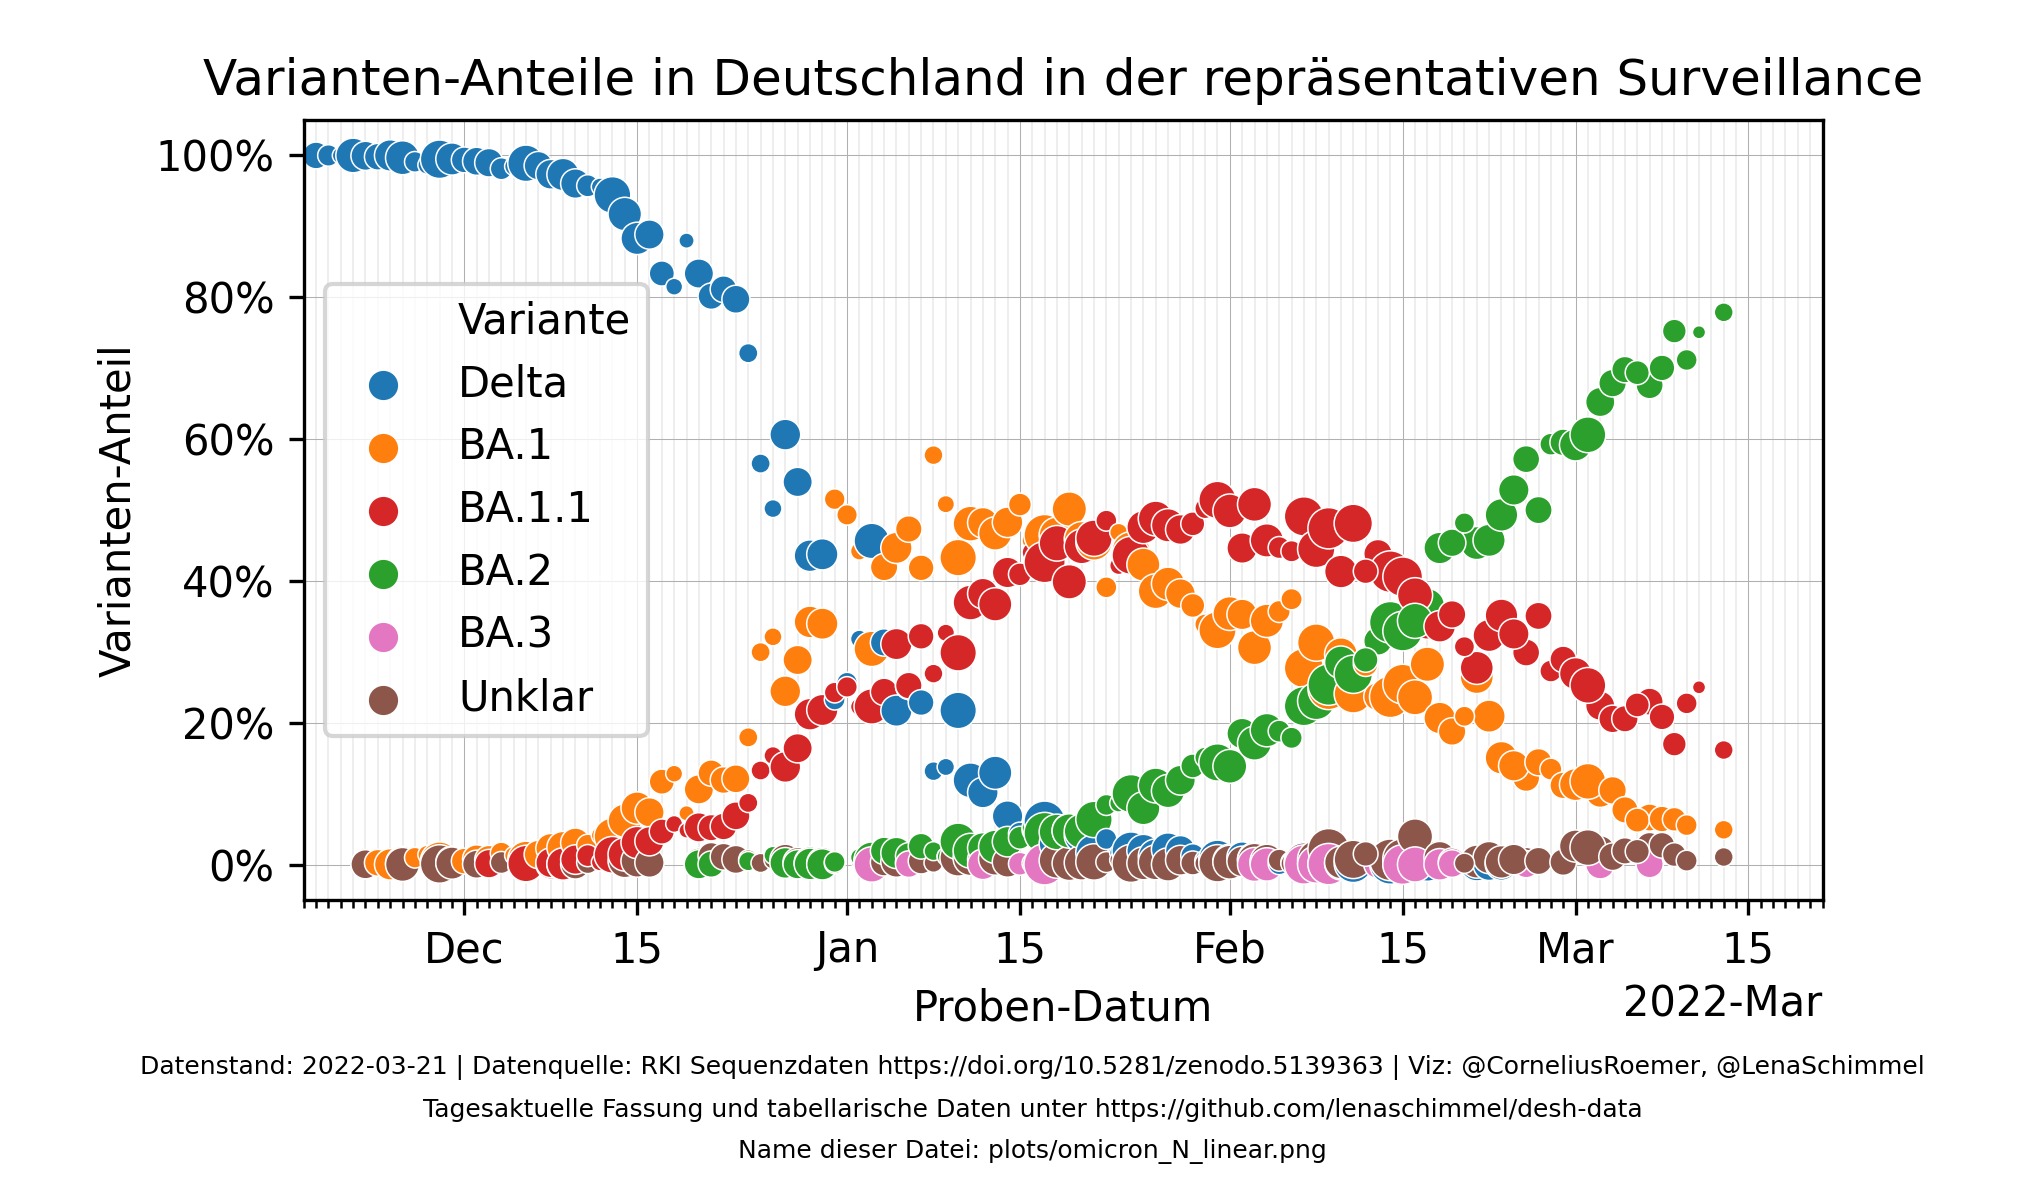 Varianten-Anteile in Deutschland in der repräsentativen Surveillance
Varianten-Anteil
100%
80%
60%
40%
20%
0%
Variante
Delta
BA.1
BA.1.1
BA.2
BA.3
Unklar
Dec 15 Jan 15 Feb 15 Mar 15
Proben-Datum
2022-Mar
Datenstand: 2022-03-21 | Datenquelle: RKI Sequenzdaten https://doi.org/10.5281/zenodo.5139363 | Viz: @CorneliusRoemer, @LenaSchimmel
Tagesaktuelle Fassung und tabellarische Daten unter https://github.com/lenaschimmel/desh-data
Name dieser Datei: plots/omicron_N_linear.png